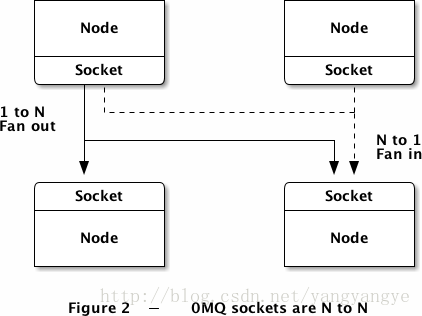 Node
Node
Socket
Socket
1 to N
Fan out
N to 1
Fan in
Socket
Socket
Node
Node
http://blog.csdn.net/yangyangye
Figure 2 – 0MQ sockets are N to N